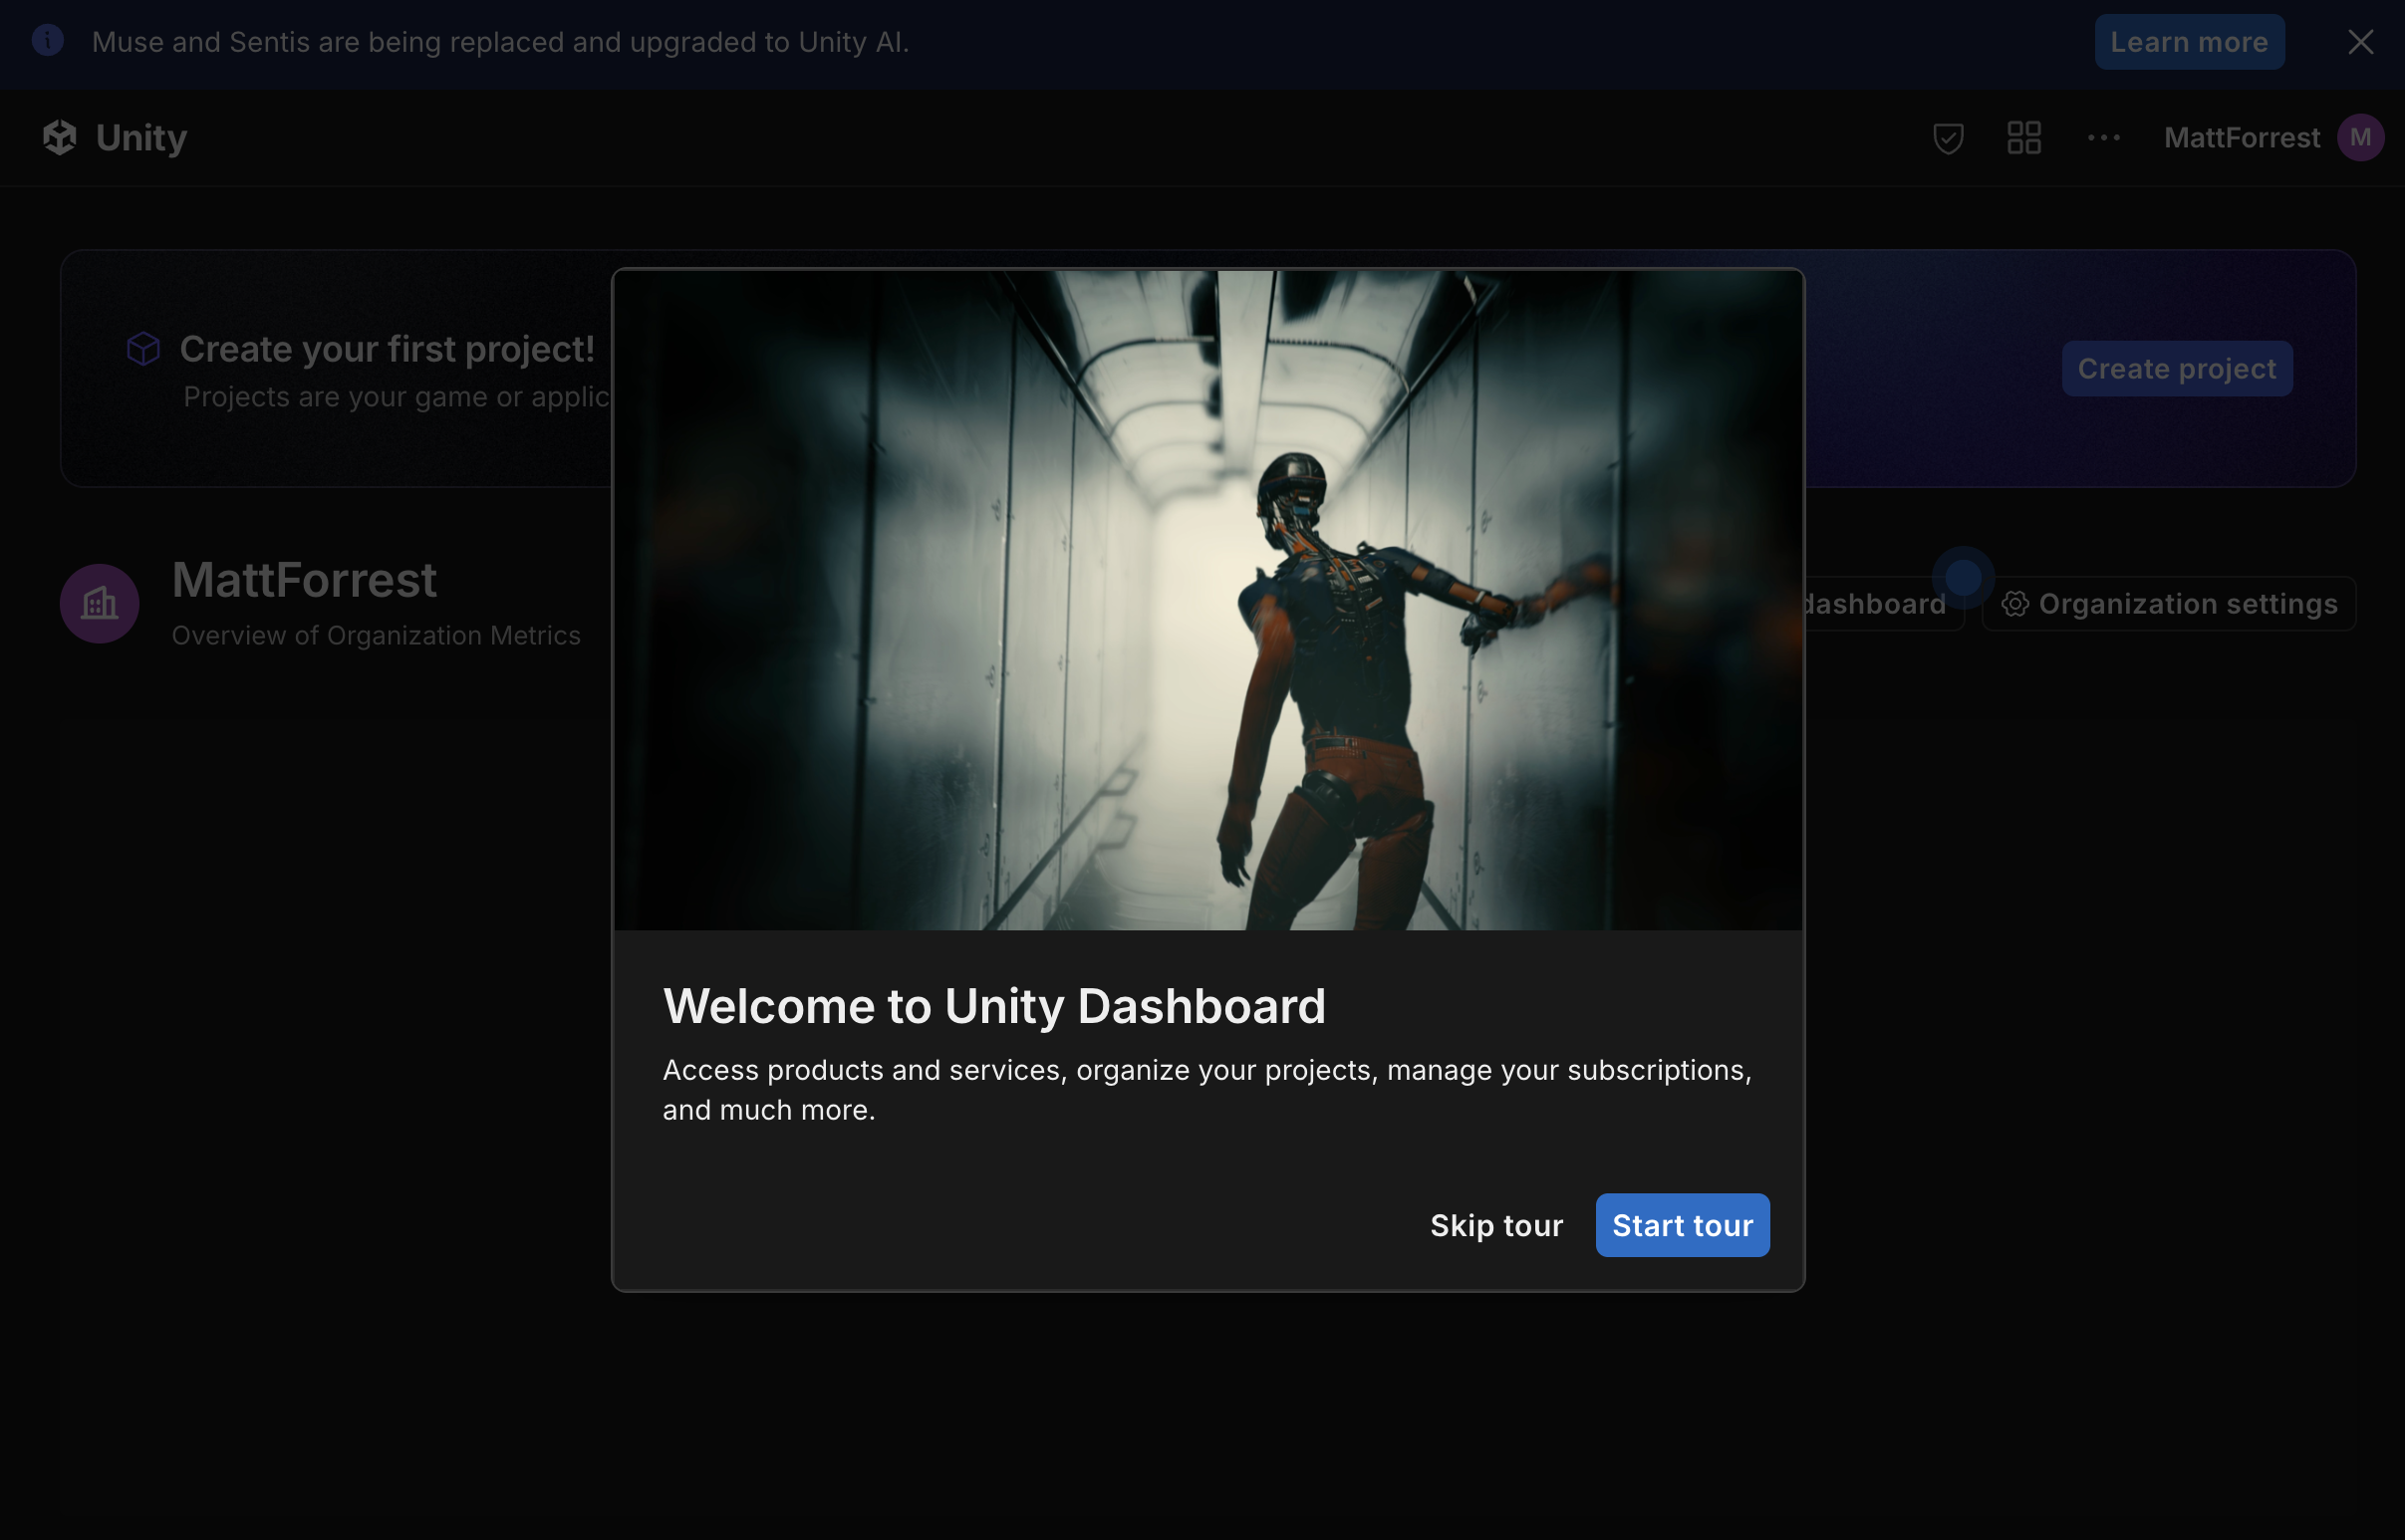 Muse and Sentis are being replaced and upgraded to Unity AI.
Learn more
Unity
MattForrest
M
Create your first project!
Projects are your game or applic
Create project
MattForrest
Overview of Organization Metrics
dashboard
Organization settings
Welcome to Unity Dashboard
Access products and services, organize your projects, manage your subscriptions,
and much more.
Skip tour
Start tour